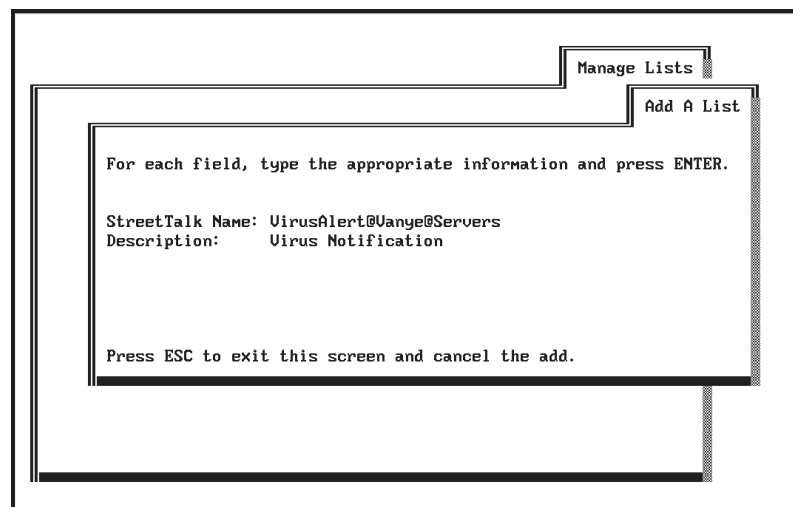 Manage Lists
Add A List
For each field, type the appropriate information and press ENTER.
StreetTalk Name: VirusAlert@Vanye@Servers
Description: Virus Notification
Press ESC to exit this screen and cancel the add.